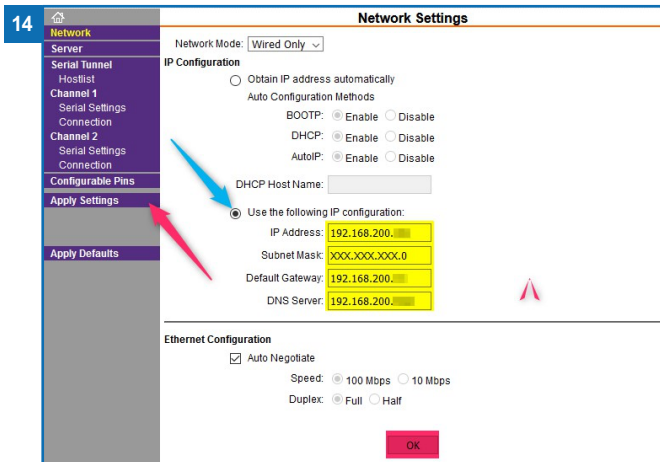 14
Network Settings
Network
Server
Serial Tunnel
Hostlist
Channel 1
Serial Settings
Connection
Channel 2
Serial Settings
Connection
Configurable Pins
Apply Settings
Apply Defaults
Network Mode: Wired Only
IP Configuration
Obtain IP address automatically
Auto Configuration Methods
BOOTP: Enable Disable
DHCP: Enable Disable
AutoIP: Enable Disable
DHCP Host Name:
Use the following IP configuration:
IP Address: 192.168.200.
Subnet Mask: XXX.XXX.XXX.0
Default Gateway: 192.168.200.
DNS Server: 192.168.200.
Ethernet Configuration
Auto Negotiate
Speed: 100 Mbps 10 Mbps
Duplex: Full Half
OK